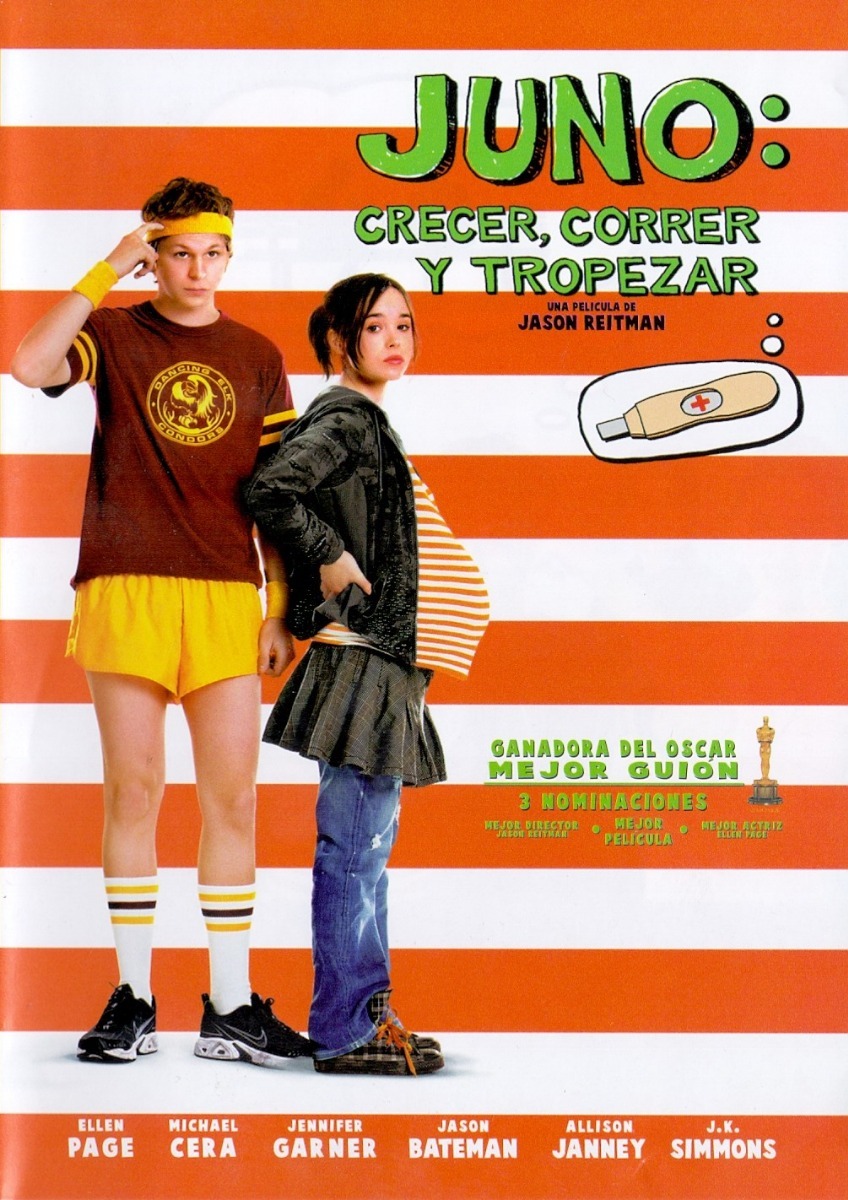 JUNO:
CRECER, CORRER
Y TROPEZAR
UNA PELICULA DE
JASON REITMAN
DANCING ELK
CONDORS
GANADORA DEL OSCAR
MEJOR GUIÓN
3 NOMINACIONES
MEJOR DIRECTOR
JASON REITMAN
•
MEJOR
PELÍCULA
•
MEJOR ACTRIZ
ELLEN PAGE
ELLEN PAGE
MICHAEL CERA
JENNIFER GARNER
JASON BATEMAN
ALLISON JANNEY
J.K. SIMMONS